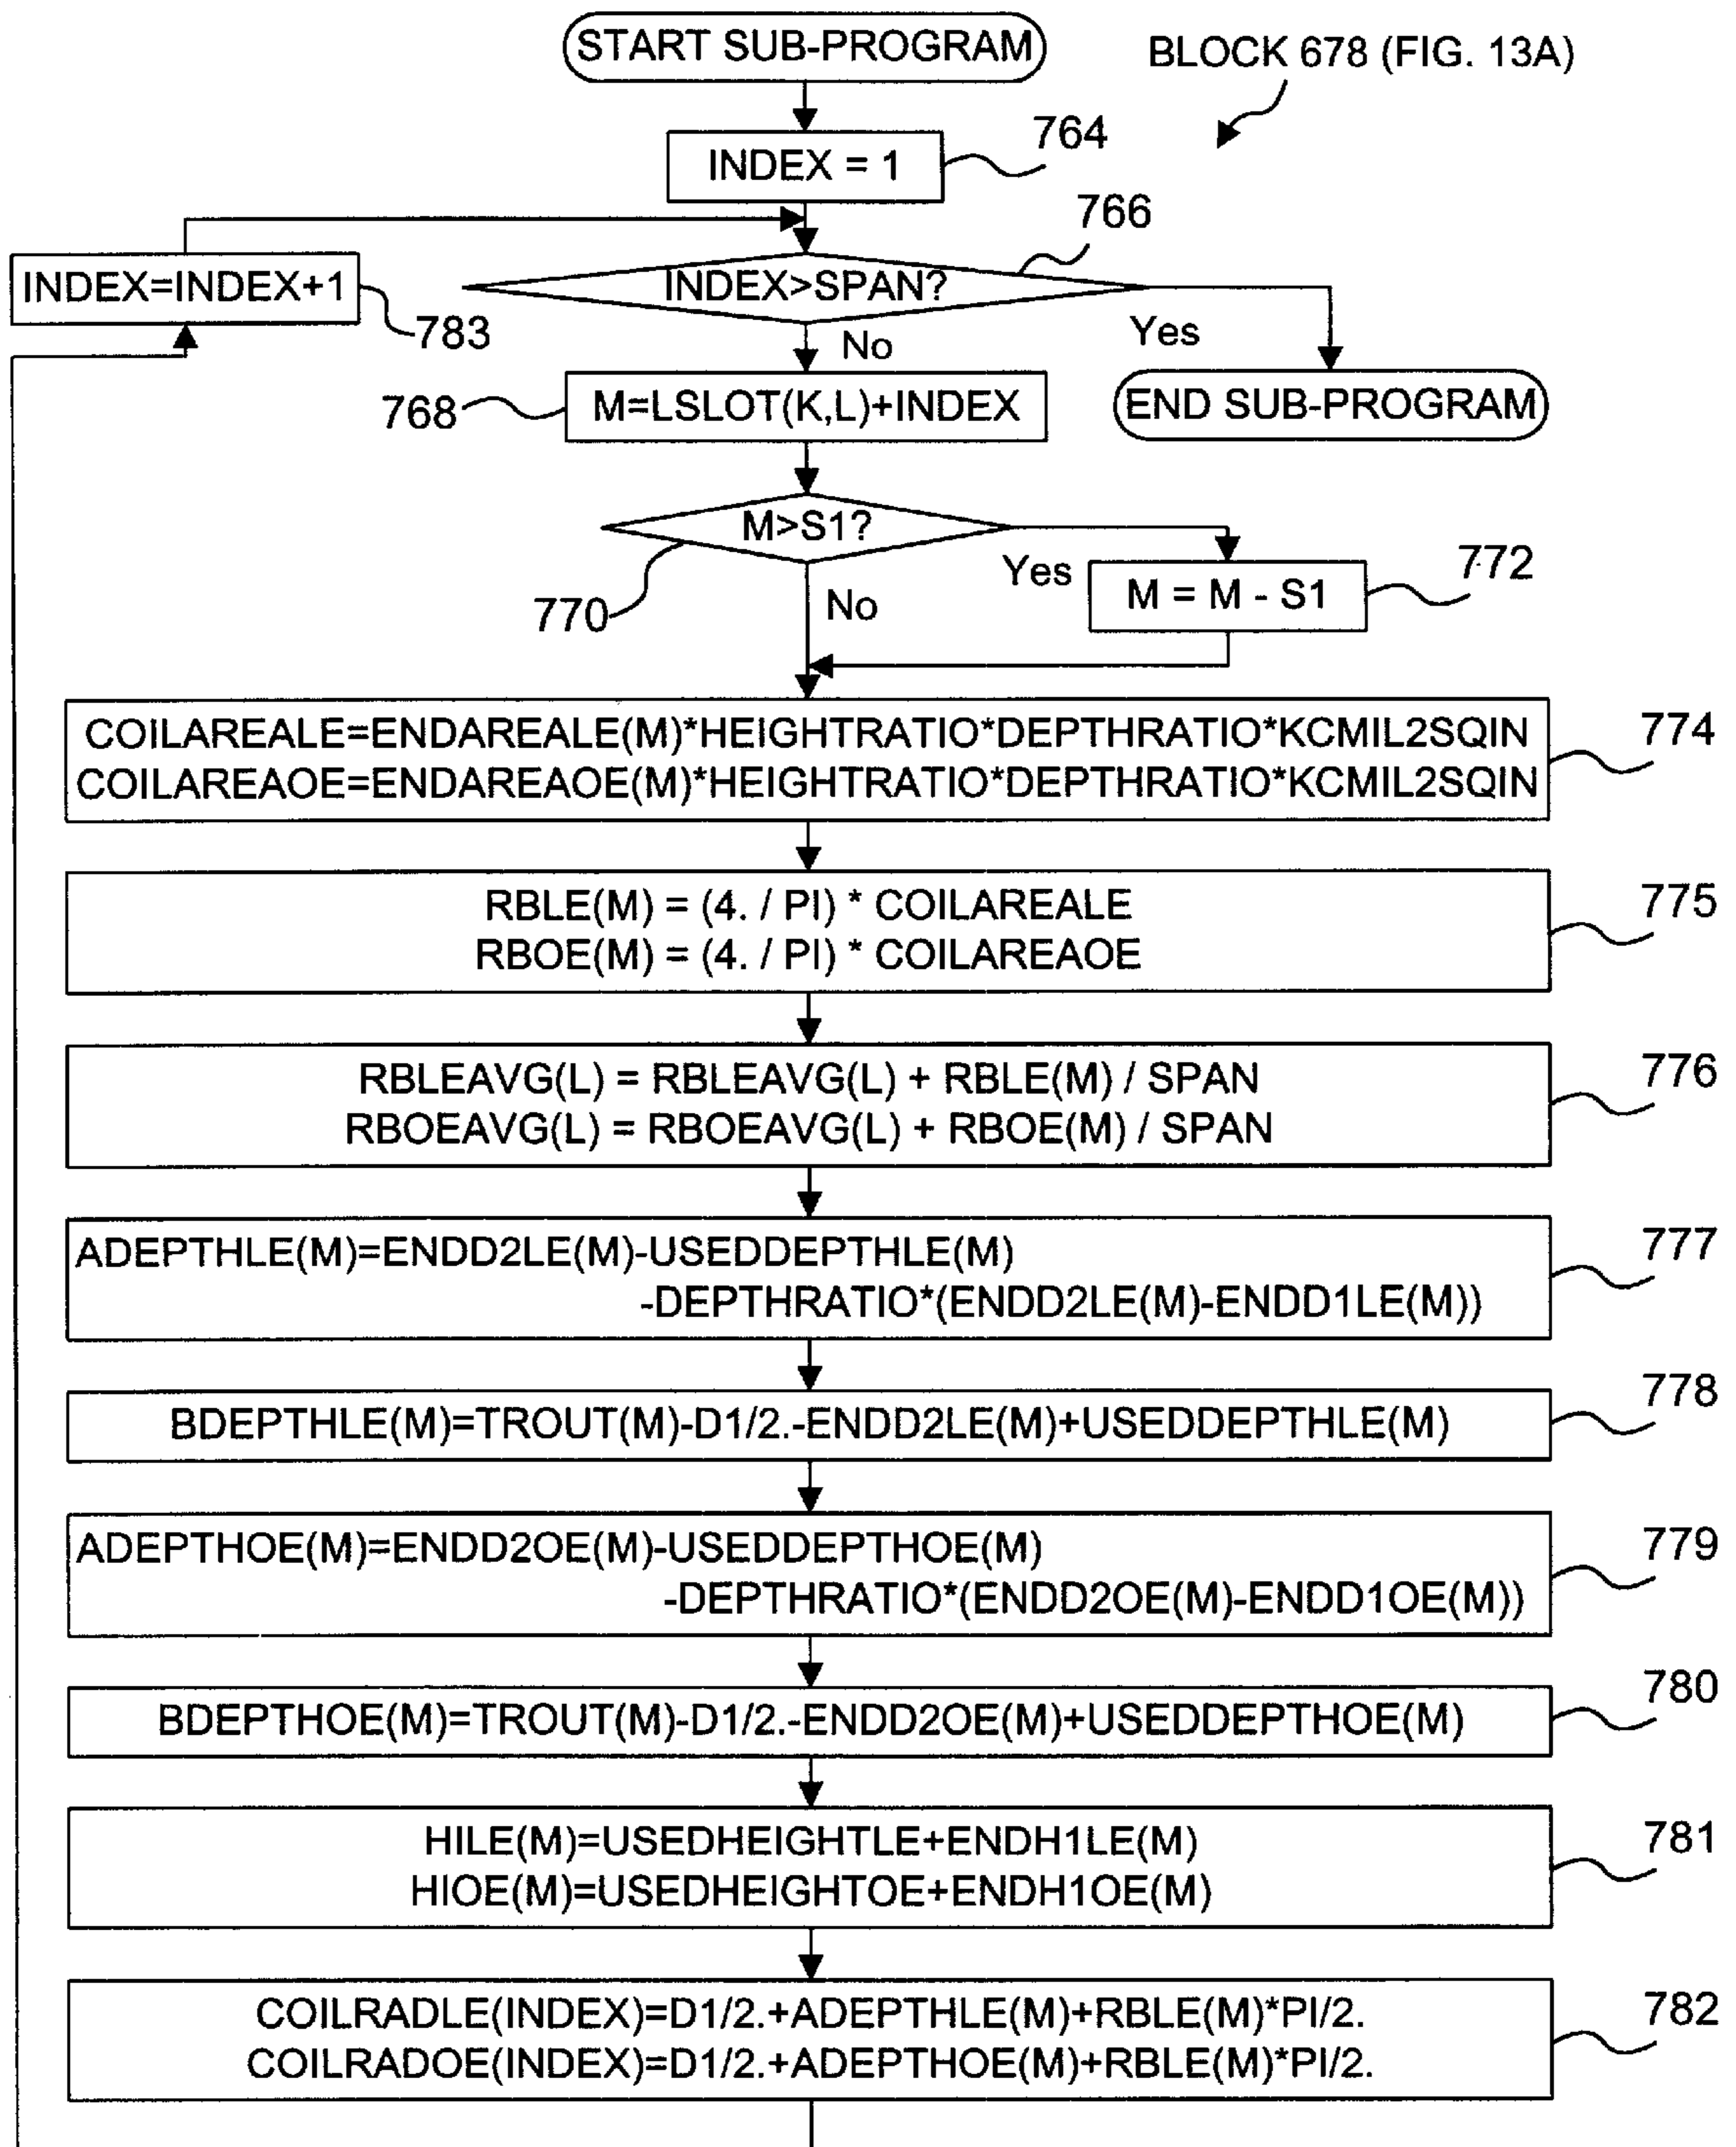 START SUB-PROGRAM
BLOCK 678 (FIG. 13A)
INDEX = 1
764
766
INDEX=INDEX+1
783
INDEX>SPAN?
Yes
No
END SUB-PROGRAM
768
M=LSLOT(K,L)+INDEX
M>S1?
770
Yes
No
M = M - S1
772
COILAREALE=ENDAREALE(M)*HEIGHTRATIO*DEPTHRATIO*KCMIL2SQIN
COILAREAOE=ENDAREAOE(M)*HEIGHTRATIO*DEPTHRATIO*KCMIL2SQIN
774
RBLE(M) = (4. / PI) * COILAREALE
RBOE(M) = (4. / PI) * COILAREAOE
775
RBLEAVG(L) = RBLEAVG(L) + RBLE(M) / SPAN
RBOEAVG(L) = RBOEAVG(L) + RBOE(M) / SPAN
776
ADEPTHLE(M)=ENDD2LE(M)-USEDDEPTHLE(M)
-DEPTHRATIO*(ENDD2LE(M)-ENDD1LE(M))
777
BDEPTHLE(M)=TROUT(M)-D1/2.-ENDD2LE(M)+USEDDEPTHLE(M)
778
ADEPTHOE(M)=ENDD2OE(M)-USEDDEPTHOE(M)
-DEPTHRATIO*(ENDD2OE(M)-ENDD1OE(M))
779
BDEPTHOE(M)=TROUT(M)-D1/2.-ENDD2OE(M)+USEDDEPTHOE(M)
780
HILE(M)=USEDHEIGHTLE+ENDH1LE(M)
HIOE(M)=USEDHEIGHTOE+ENDH1OE(M)
781
COILRADLE(INDEX)=D1/2.+ADEPTHLE(M)+RBLE(M)*PI/2.
COILRADOE(INDEX)=D1/2.+ADEPTHOE(M)+RBLE(M)*PI/2.
782